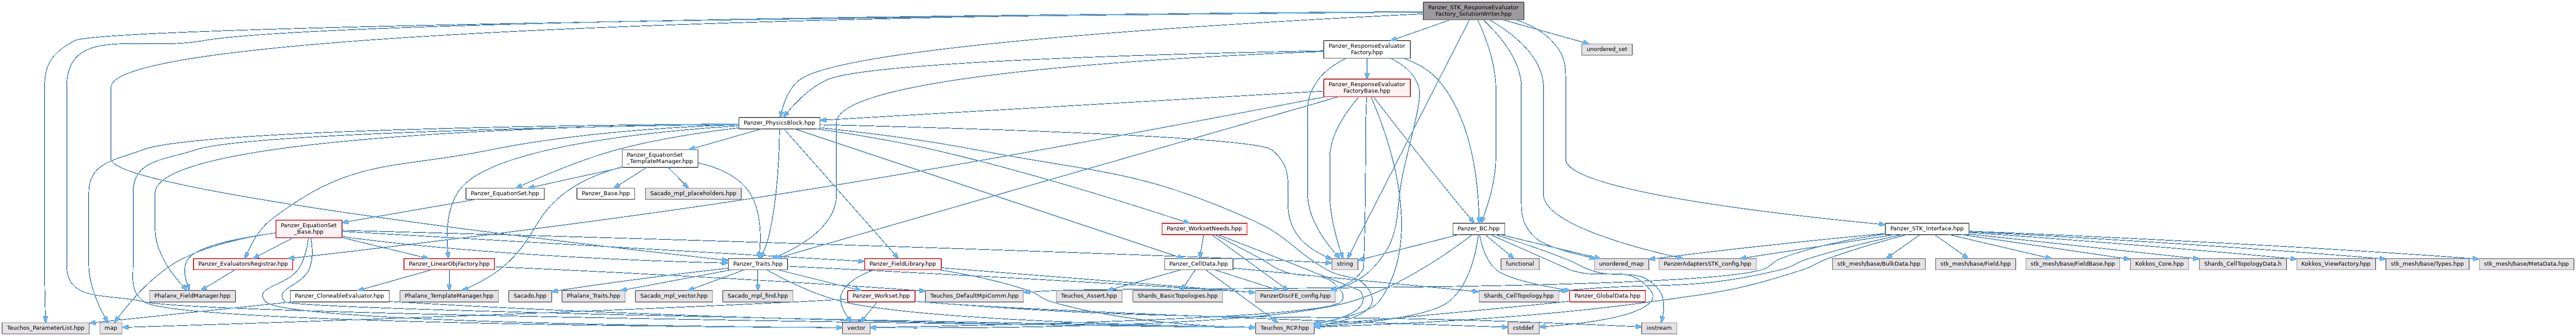 Panzer_STK_ResponseEvaluator
Factory_SolutionWriter.hpp
Panzer_ResponseEvaluator
Factory.hpp
unordered_set
Panzer_ResponseEvaluator
FactoryBase.hpp
Panzer_PhysicsBlock.hpp
Panzer_EquationSet
_TemplateManager.hpp
Panzer_EquationSet.hpp
Panzer_Base.hpp
Sacado_mpl_placeholders.hpp
Panzer_EquationSet
_Base.hpp
Panzer_WorksetNeeds.hpp
Panzer_BC.hpp
Panzer_STK_Interface.hpp
Panzer_EvaluatorsRegistrar.hpp
Panzer_LinearObjFactory.hpp
Panzer_Traits.hpp
Panzer_FieldLibrary.hpp
Panzer_CellData.hpp
string
functional
unordered_map
PanzerAdaptersSTK_config.hpp
stk_mesh/base/BulkData.hpp
stk_mesh/base/Field.hpp
stk_mesh/base/FieldBase.hpp
Kokkos_Core.hpp
Shards_CellTopologyData.h
Kokkos_ViewFactory.hpp
stk_mesh/base/Types.hpp
stk_mesh/base/MetaData.hpp
Phalanx_FieldManager.hpp
Panzer_CloneableEvaluator.hpp
Phalanx_TemplateManager.hpp
Sacado.hpp
Phalanx_Traits.hpp
Sacado_mpl_vector.hpp
Sacado_mpl_find.hpp
Panzer_Workset.hpp
Teuchos_DefaultMpiComm.hpp
Teuchos_Assert.hpp
Shards_BasicTopologies.hpp
PanzerDiscFE_config.hpp
Shards_CellTopology.hpp
Panzer_GlobalData.hpp
Teuchos_ParameterList.hpp
map
vector
Teuchos_RCP.hpp
cstddef
iostream